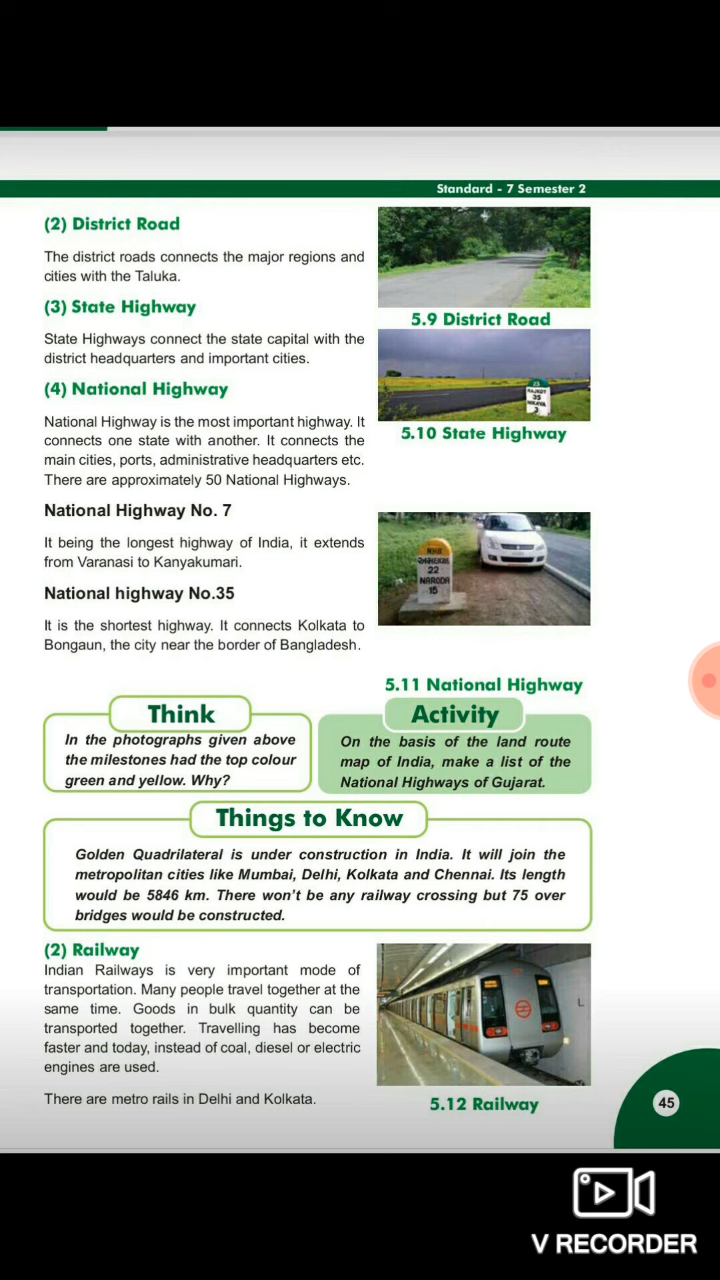 Standard - 7 Semester 2
(2) District Road
The district roads connects the major regions and
cities with the Taluka.
(3) State Highway
State Highways connect the state capital with the
district headquarters and important cities.
(4) National Highway
National Highway is the most important highway. It
connects one state with another. It connects the
main cities, ports, administrative headquarters etc.
There are approximately 50 National Highways.
National Highway No. 7
It being the longest highway of India, it extends
from Varanasi to Kanyakumari.
National highway No.35
It is the shortest highway. It connects Kolkata to
Bongaun, the city near the border of Bangladesh.
5.9 District Road
RAJKOT
35
5.10 State Highway
22
NARODA
15
5.11 National Highway
Think
In the photographs given above
the milestones had the top colour
green and yellow. Why?
Activity
On the basis of the land route
map of India, make a list of the
National Highways of Gujarat.
Things to Know
Golden Quadrilateral is under construction in India. It will join the
metropolitan cities like Mumbai, Delhi, Kolkata and Chennai. Its length
would be 5846 km. There won't be any railway crossing but 75 over
bridges would be constructed.
(2) Railway
Indian Railways is very important mode of
transportation. Many people travel together at the
same time. Goods in bulk quantity can be
transported together. Travelling has become
faster and today, instead of coal, diesel or electric
engines are used.
There are metro rails in Delhi and Kolkata.
5.12 Railway
45
V RECORDER